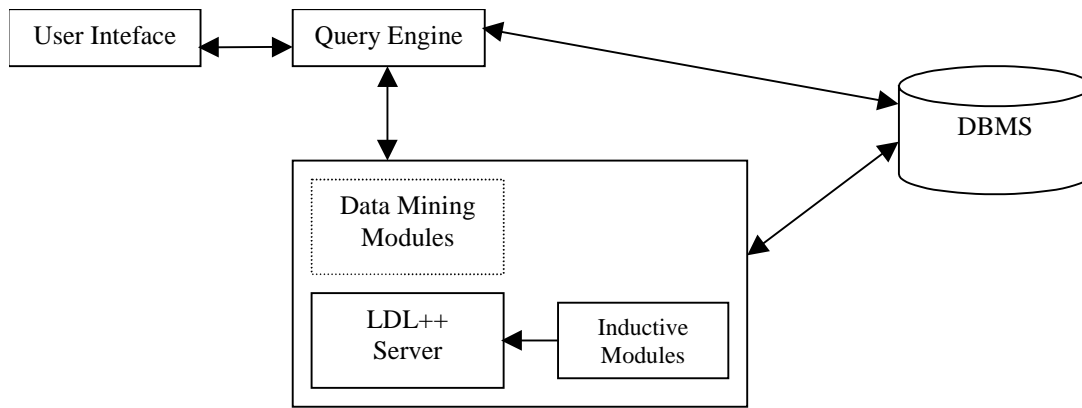 User Inteface
Query Engine
DBMS
Data Mining
Modules
LDL++
Server
Inductive
Modules